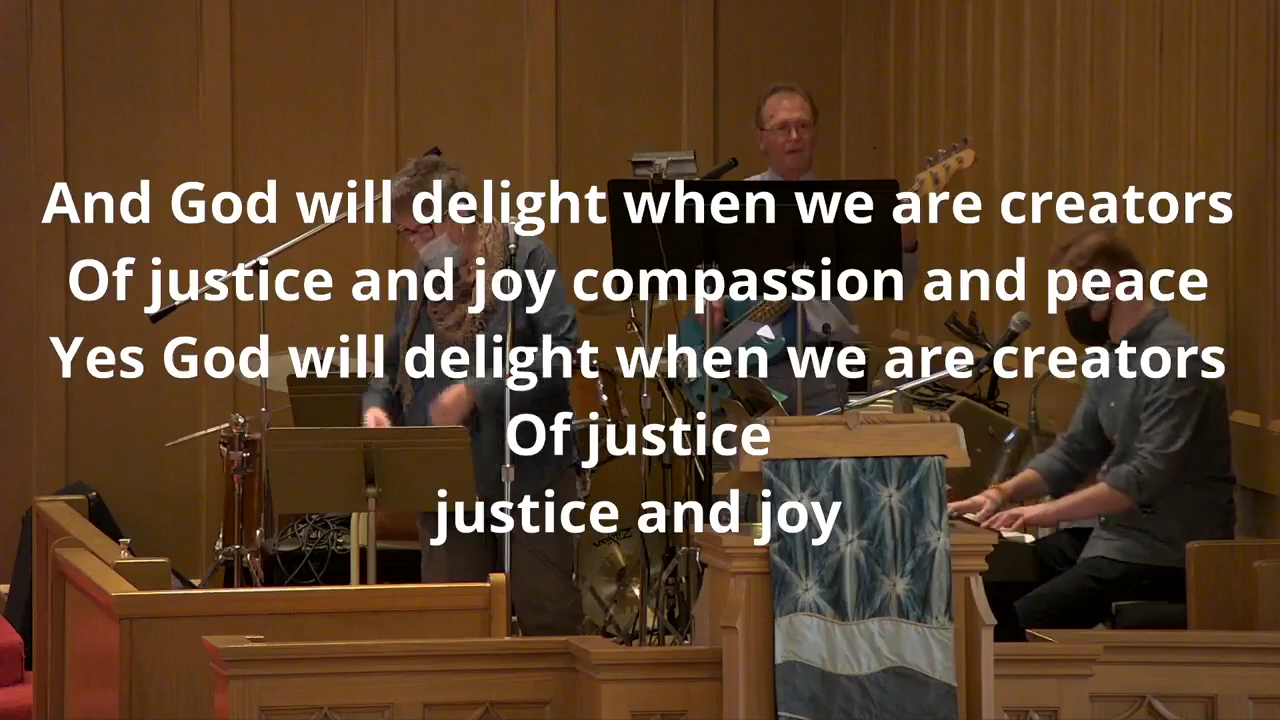 And God will delight when we are creators
Of justice and joy compassion and peace
Yes God will delight when we are creators
Of justice
justice and joy